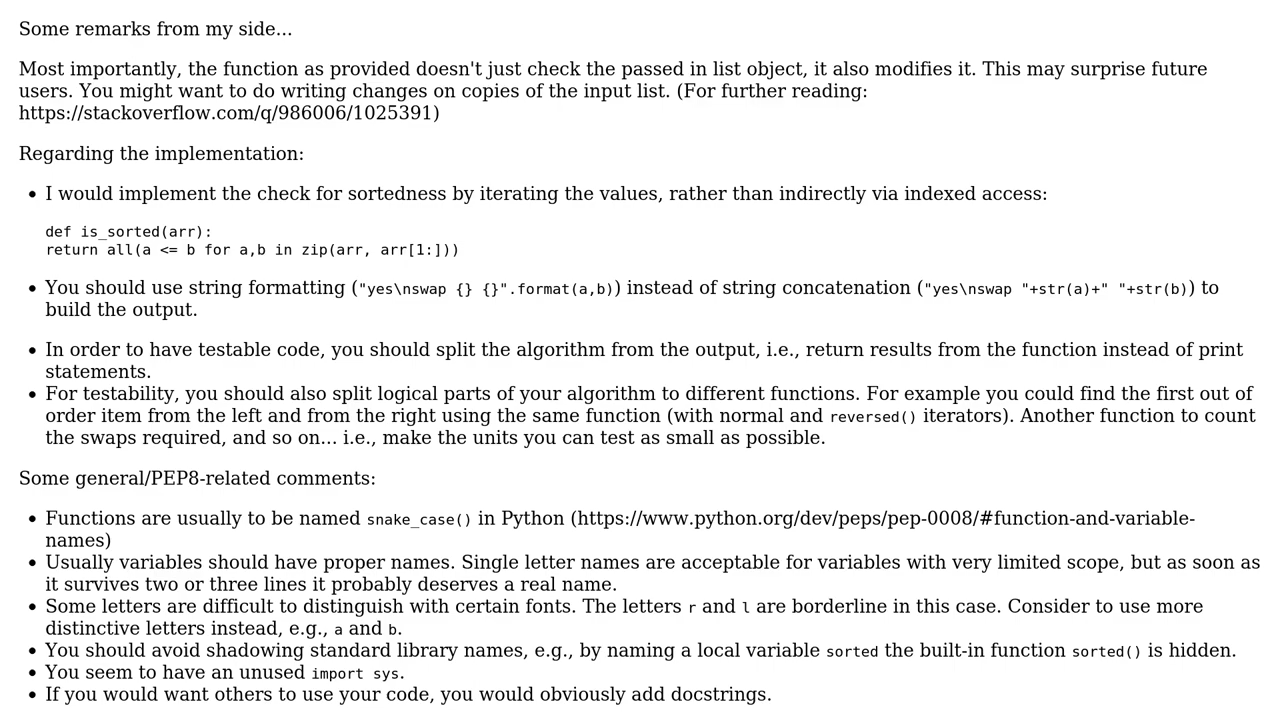 Some remarks from my side...
Most importantly, the function as provided doesn't just check the passed in list object, it also modifies it. This may surprise future
users. You might want to do writing changes on copies of the input list. (For further reading:
https://stackoverflow.com/q/986006/1025391)
Regarding the implementation:
• I would implement the check for sortedness by iterating the values, rather than indirectly via indexed access:
def is_sorted(arr):
return all(a <= b for a,b in zip(arr, arr[1:]))
• You should use string formatting ("yes\nswap {} {}".format(a,b)) instead of string concatenation ("yes\nswap "+str(a)+" "+str(b)) to
build the output.
• In order to have testable code, you should split the algorithm from the output, i.e., return results from the function instead of print
statements.
• For testability, you should also split logical parts of your algorithm to different functions. For example you could find the first out of
order item from the left and from the right using the same function (with normal and reversed() iterators). Another function to count
the swaps required, and so on... i.e., make the units you can test as small as possible.
Some general/PEP8-related comments:
• Functions are usually to be named snake_case() in Python (https://www.python.org/dev/peps/pep-0008/#function-and-variable-
names)
• Usually variables should have proper names. Single letter names are acceptable for variables with very limited scope, but as soon as
it survives two or three lines it probably deserves a real name.
• Some letters are difficult to distinguish with certain fonts. The letters r and l are borderline in this case. Consider to use more
distinctive letters instead, e.g., a and b.
• You should avoid shadowing standard library names, e.g., by naming a local variable sorted the built-in function sorted() is hidden.
• You seem to have an unused import sys.
• If you would want others to use your code, you would obviously add docstrings.